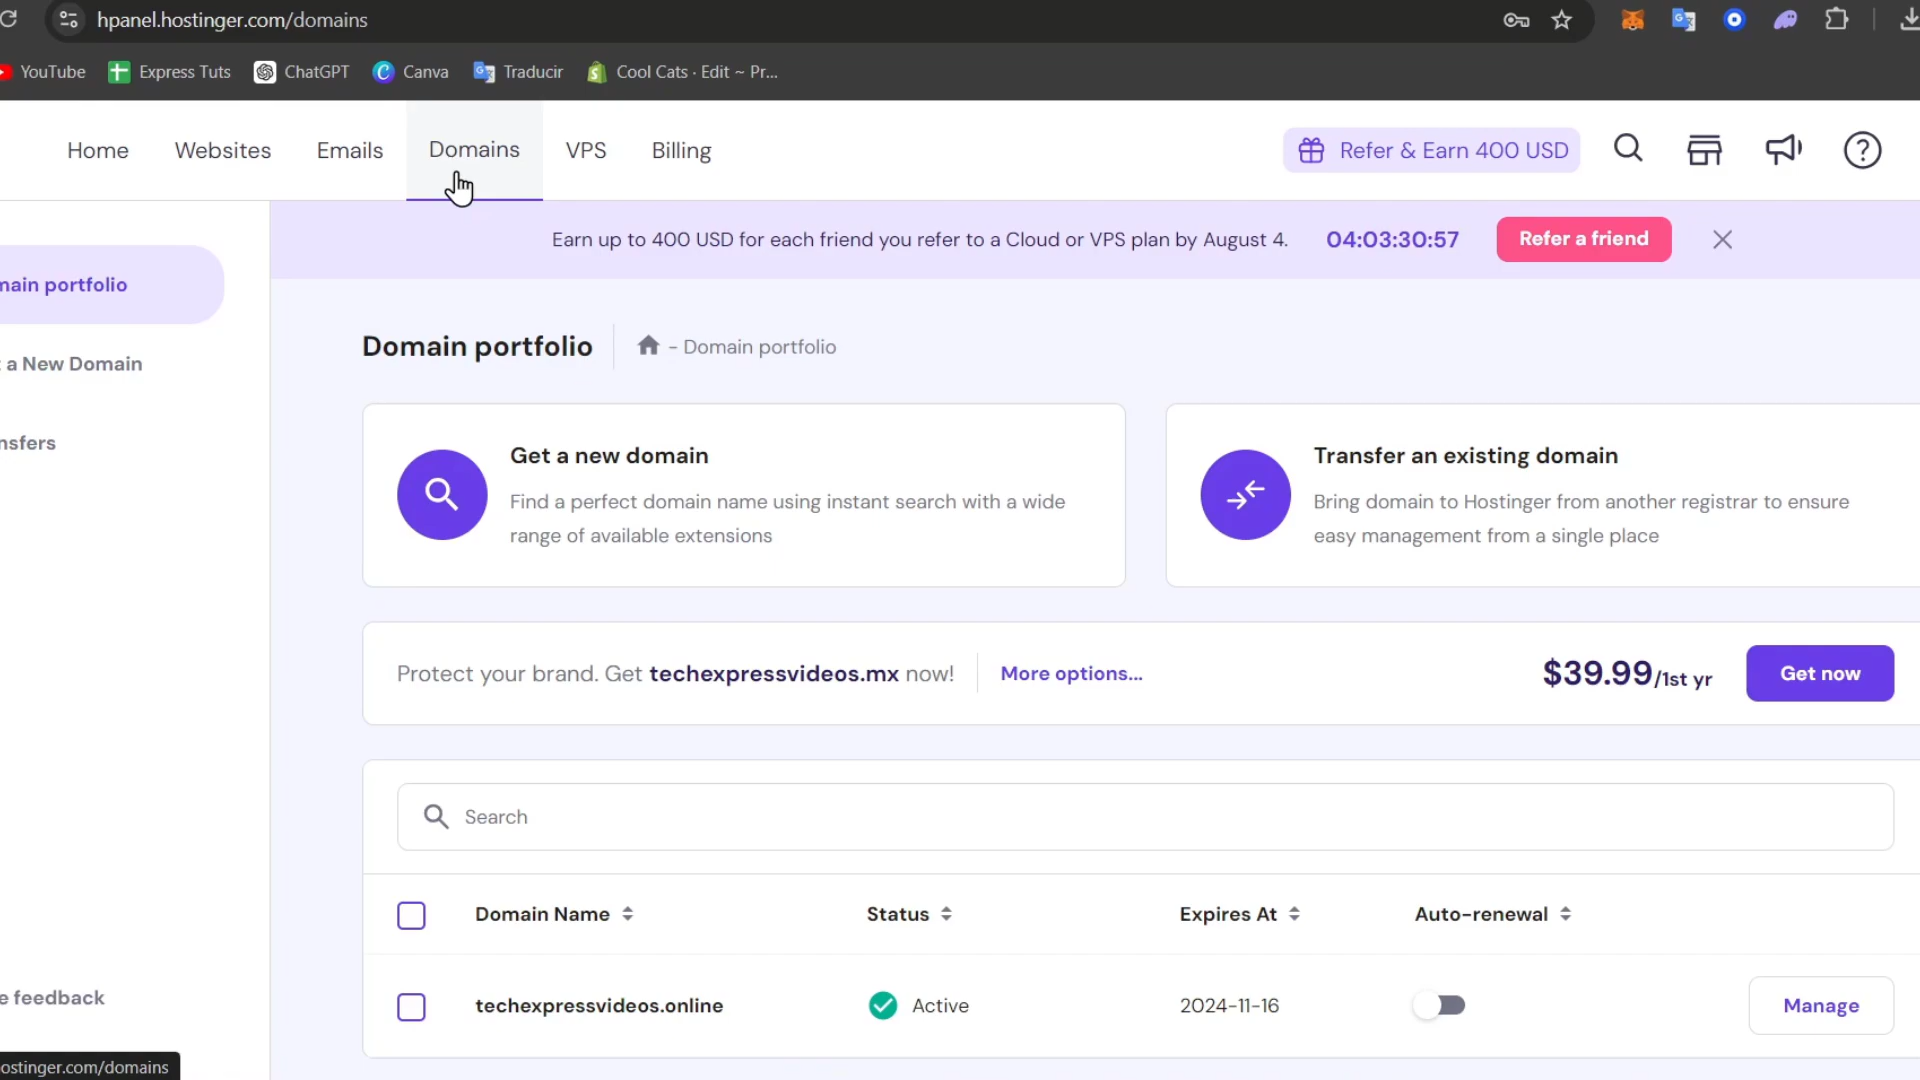 hpanel.hostinger.com/domains
YouTube Express Tuts ChatGPT Canva Traducir Cool Cats · Edit ~ Pr...
Home Websites Emails Domains VPS Billing Refer & Earn 400 USD
Earn up to 400 USD for each friend you refer to a Cloud or VPS plan by August 4. 04:03:30:57 Refer a friend
main portfolio
a New Domain
nsfers
e feedback
Domain portfolio - Domain portfolio
Get a new domain
Find a perfect domain name using instant search with a wide
range of available extensions
Transfer an existing domain
Bring domain to Hostinger from another registrar to ensure
easy management from a single place
Protect your brand. Get techexpressvideos.mx now! More options... $39.99/1st yr Get now
Search
Domain Name Status Expires At Auto-renewal
techexpressvideos.online Active 2024-11-16 Manage
ostinger.com/domains